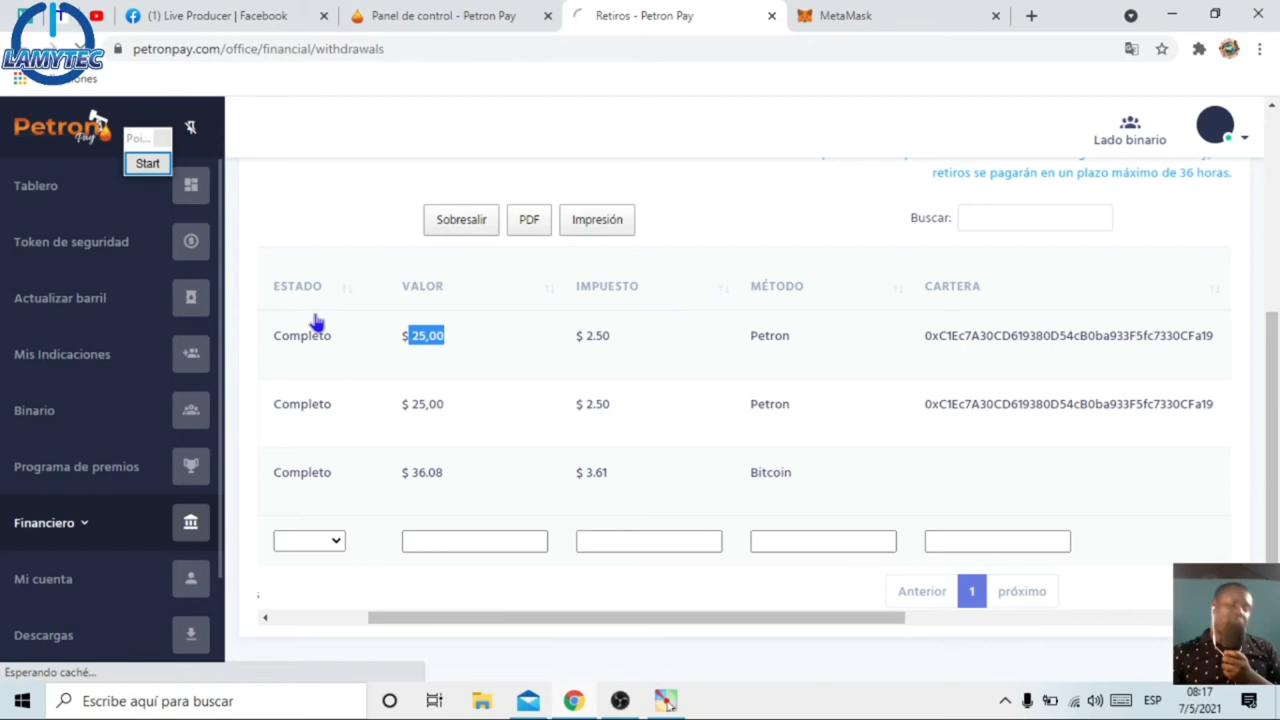 (1) Live Producer | Facebook
Panel de control - Petron Pay
Retiros - Petron Pay
MetaMask
petronpay.com/office/financial/withdrawals
LAMYTEC
Petron
Pay
Poi...
Start
Lado binario
Tablero
Token de seguridad
Actualizar barril
Mis Indicaciones
Binario
Programa de premios
Financiero
Mi cuenta
Descargas
retiros se pagarán en un plazo máximo de 36 horas.
Sobresalir PDF Impresión Buscar:
ESTADO VALOR IMPUESTO MÉTODO CARTERA
Completo $ 25,00 $ 2.50 Petron 0xC1Ec7A30CD619380D54cB0ba933F5fc7330CFa19
Completo $ 25,00 $ 2.50 Petron 0xC1Ec7A30CD619380D54cB0ba933F5fc7330CFa19
Completo $ 36.08 $ 3.61 Bitcoin
Anterior 1 próximo
Esperando caché...
Escribe aquí para buscar
ESP
08:17
7/5/2021